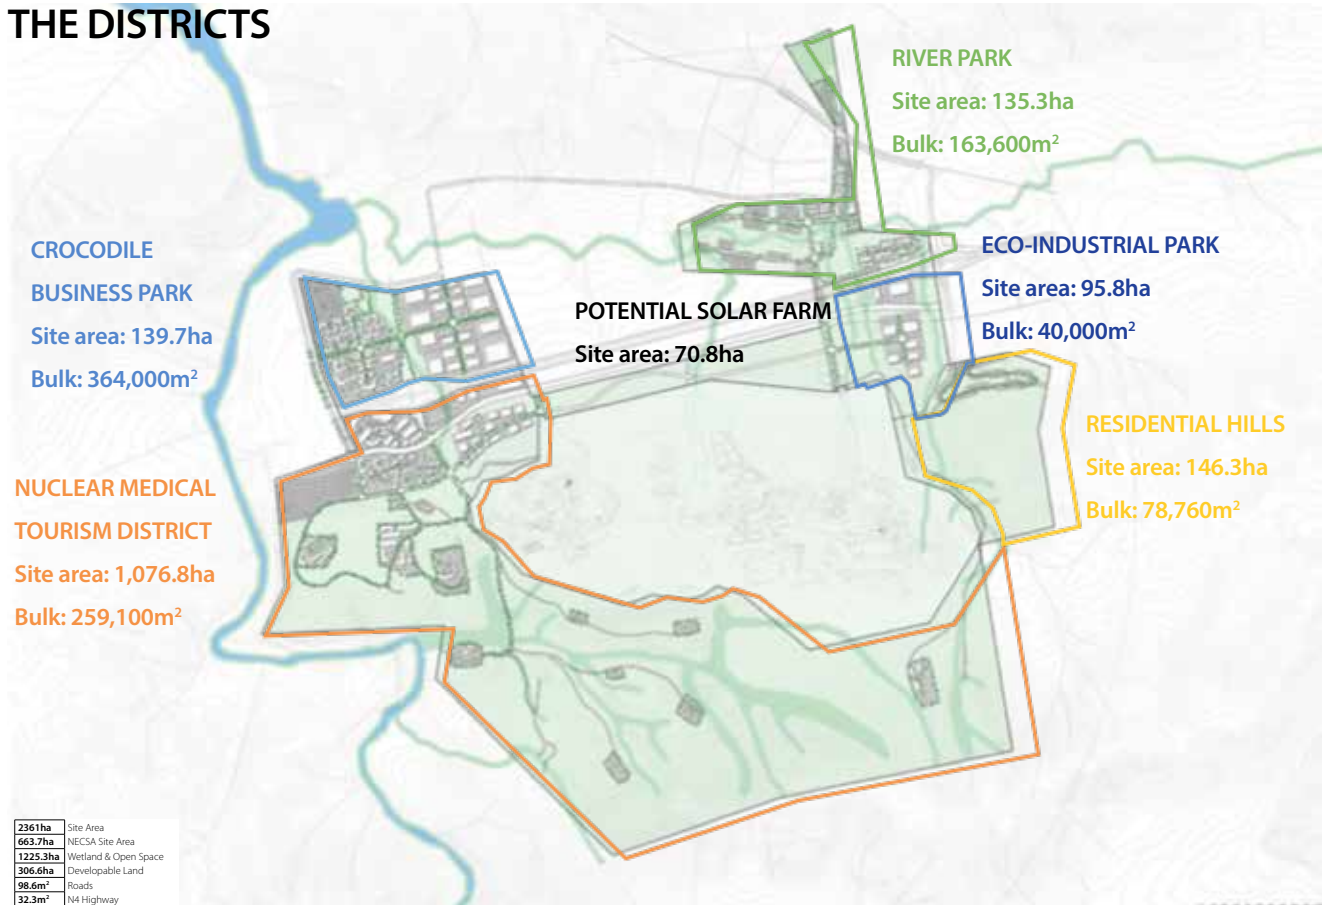 THE DISTRICTS
RIVER PARK
Site area: 135.3ha
Bulk: 163,600m²
CROCODILE
BUSINESS PARK
Site area: 139.7ha
Bulk: 364,000m²
ECO-INDUSTRIAL PARK
Site area: 95.8ha
Bulk: 40,000m²
POTENTIAL SOLAR FARM
Site area: 70.8ha
RESIDENTIAL HILLS
Site area: 146.3ha
Bulk: 78,760m²
NUCLEAR MEDICAL
TOURISM DISTRICT
Site area: 1,076.8ha
Bulk: 259,100m²
2361ha Site Area
663.7ha NECSA Site Area
1225.3ha Wetland & Open Space
306.6ha Developable Land
98.6m² Roads
32.3m² N4 Highway